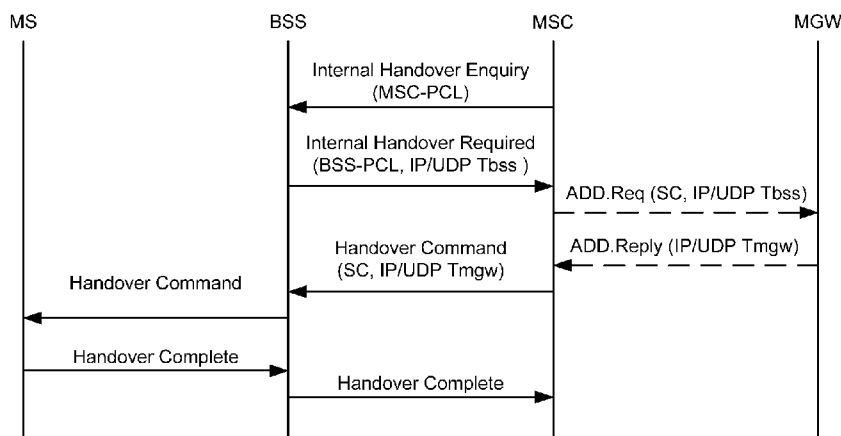 MS
BSS
MSC
MGW
Internal Handover Enquiry
(MSC-PCL)
Internal Handover Required
(BSS-PCL, IP/UDP Tbss )
ADD.Req (SC, IP/UDP Tbss)
Handover Command
(SC, IP/UDP Tmgw)
ADD.Reply (IP/UDP Tmgw)
Handover Command
Handover Complete
Handover Complete